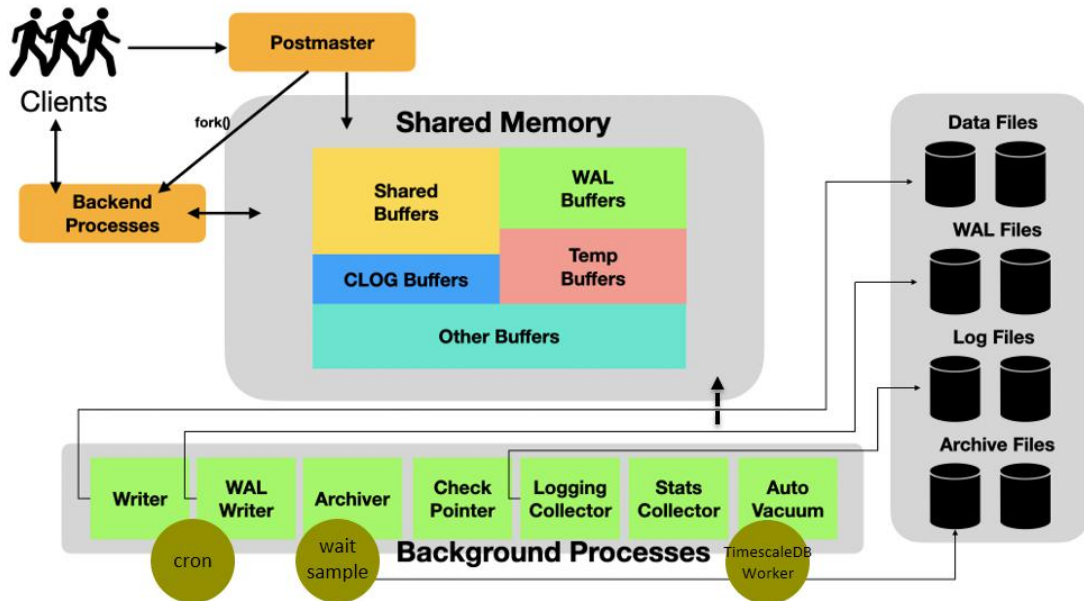 Postmaster
Clients
fork()
Backend
Processes
Shared Memory
Shared
Buffers
WAL
Buffers
CLOG Buffers
Temp
Buffers
Other Buffers
Data Files
WAL Files
Log Files
Archive Files
Writer
WAL
Writer
Archiver
Check
Pointer
Logging
Collector
Stats
Collector
Auto
Vacuum
cron
wait
sample
Background Processes
TimescaleDB
Worker